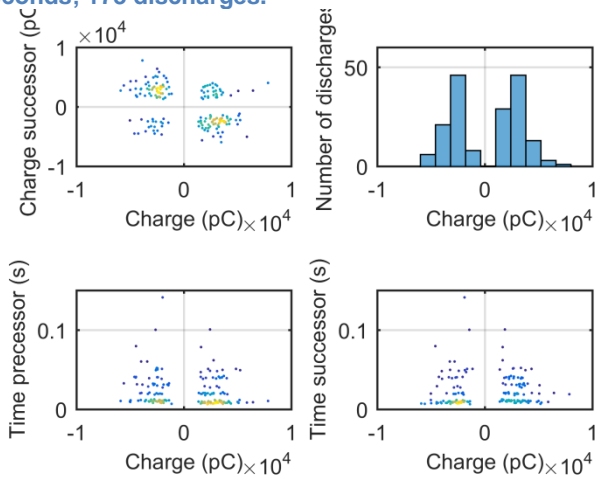 170 discharges.
1 ×10⁴
0
-1
-1 0 1
Charge (pC) ×10⁴
Charge successor (pC)
50
0
-1 0 1
Charge (pC) ×10⁴
Number of discharges
0.1
0
-1 0 1
Charge (pC) ×10⁴
Time precessor (s)
0.1
0
-1 0 1
Charge (pC) ×10⁴
Time successor (s)